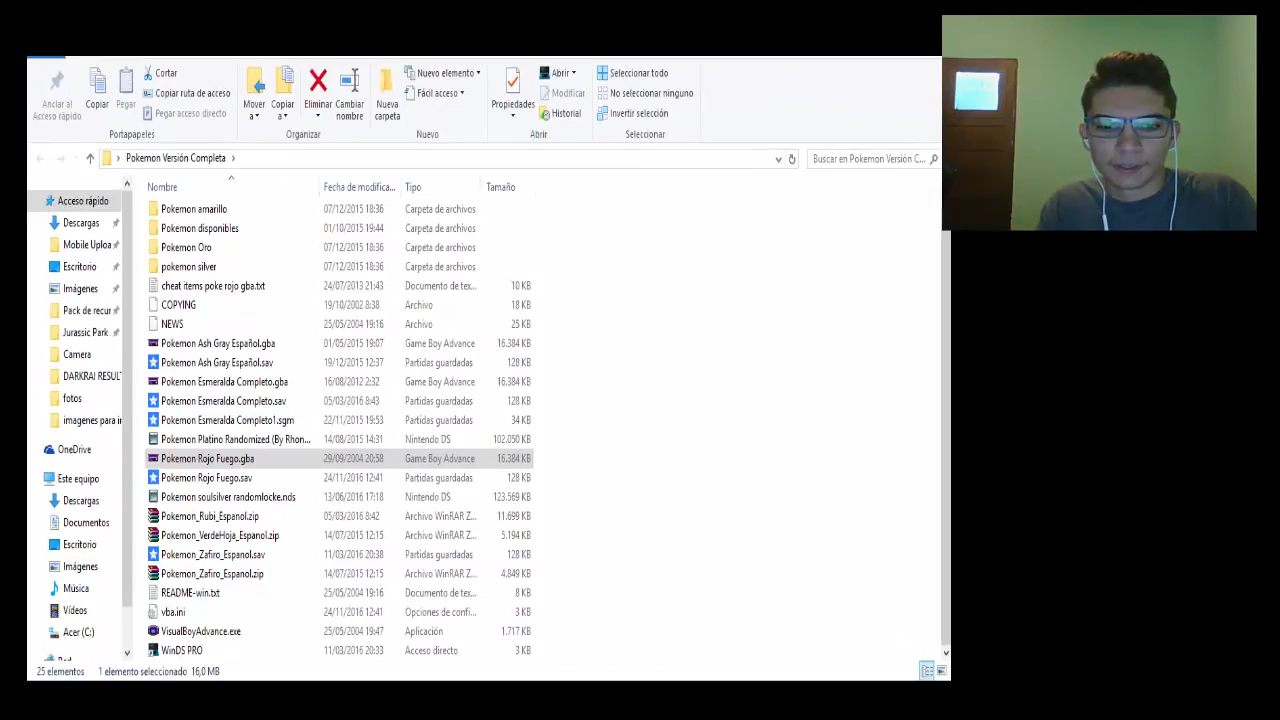 Anclar al Acceso rápido
Copiar
Pegar
Cortar
Copiar ruta de acceso
Pegar acceso directo
Portapapeles
Mover a
Copiar a
Eliminar
Cambiar nombre
Organizar
Nueva carpeta
Nuevo elemento
Fácil acceso
Nuevo
Propiedades
Abrir
Modificar
Historial
Abrir
Seleccionar todo
No seleccionar ninguno
Invertir selección
Seleccionar
Pokemon Versión Completa
Buscar en Pokemon Versión C...
Nombre Fecha de modifica... Tipo Tamaño
Acceso rápido
Descargas
Mobile Uploa
Escritorio
Imágenes
Pack de recur
Jurassic Park
Camera
DARKRAI RESULT
fotos
imagenes para ir
OneDrive
Este equipo
Descargas
Documentos
Escritorio
Imágenes
Música
Vídeos
Acer (C:)
Pokemon amarillo 07/12/2015 18:36 Carpeta de archivos
Pokemon disponibles 01/10/2015 19:44 Carpeta de archivos
Pokemon Oro 07/12/2015 18:36 Carpeta de archivos
pokemon silver 07/12/2015 18:36 Carpeta de archivos
cheat items poke rojo gba.txt 24/07/2013 21:43 Documento de tex... 10 KB
COPYING 19/10/2002 8:38 Archivo 18 KB
NEWS 25/05/2004 19:16 Archivo 25 KB
Pokemon Ash Gray Español.gba 01/05/2015 19:07 Game Boy Advance 16.384 KB
Pokemon Ash Gray Español.sav 19/12/2015 12:37 Partidas guardadas 128 KB
Pokemon Esmeralda Completo.gba 16/08/2012 2:32 Game Boy Advance 16.384 KB
Pokemon Esmeralda Completo.sav 05/03/2016 8:43 Partidas guardadas 128 KB
Pokemon Esmeralda Completo1.sgm 22/11/2015 19:53 Partidas guardadas 34 KB
Pokemon Platino Randomized (By Rhon... 14/08/2015 14:31 Nintendo DS 102.050 KB
Pokemon Rojo Fuego.gba 29/09/2004 20:58 Game Boy Advance 16.384 KB
Pokemon Rojo Fuego.sav 24/11/2016 12:41 Partidas guardadas 128 KB
Pokemon soulsilver randomlocke.nds 13/06/2016 17:18 Nintendo DS 123.569 KB
Pokemon_Rubi_Espanol.zip 05/03/2016 8:42 Archivo WinRAR Z... 11.699 KB
Pokemon_VerdeHoja_Espanol.zip 14/07/2015 12:15 Archivo WinRAR Z... 5.194 KB
Pokemon_Zafiro_Espanol.sav 11/03/2016 20:38 Partidas guardadas 128 KB
Pokemon_Zafiro_Espanol.zip 14/07/2015 12:15 Archivo WinRAR Z... 4.849 KB
README-win.txt 25/05/2004 19:16 Documento de tex... 8 KB
vba.ini 24/11/2016 12:41 Opciones de confi... 3 KB
VisualBoyAdvance.exe 25/05/2004 19:47 Aplicación 1.717 KB
WinDS PRO 11/03/2016 20:33 Acceso directo 3 KB
25 elementos 1 elemento seleccionado 16,0 MB